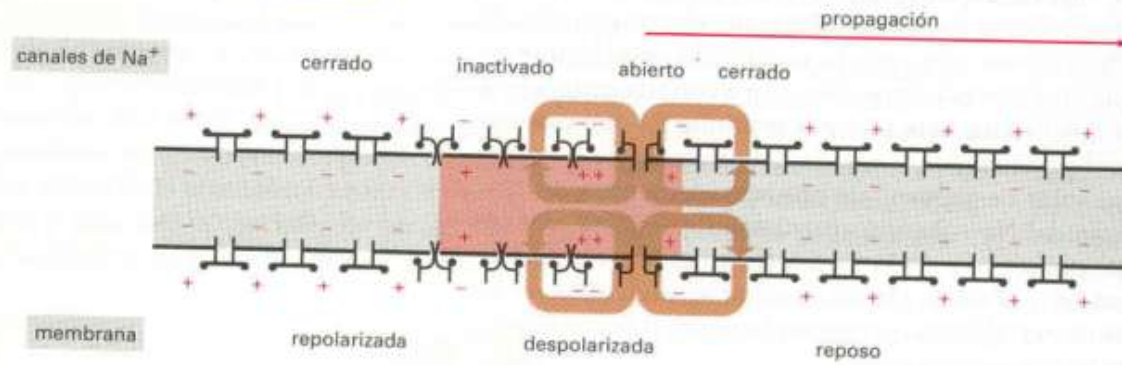 propagación
canales de Na+
cerrado inactivado abierto cerrado
membrana
repolarizada despolarizada reposo